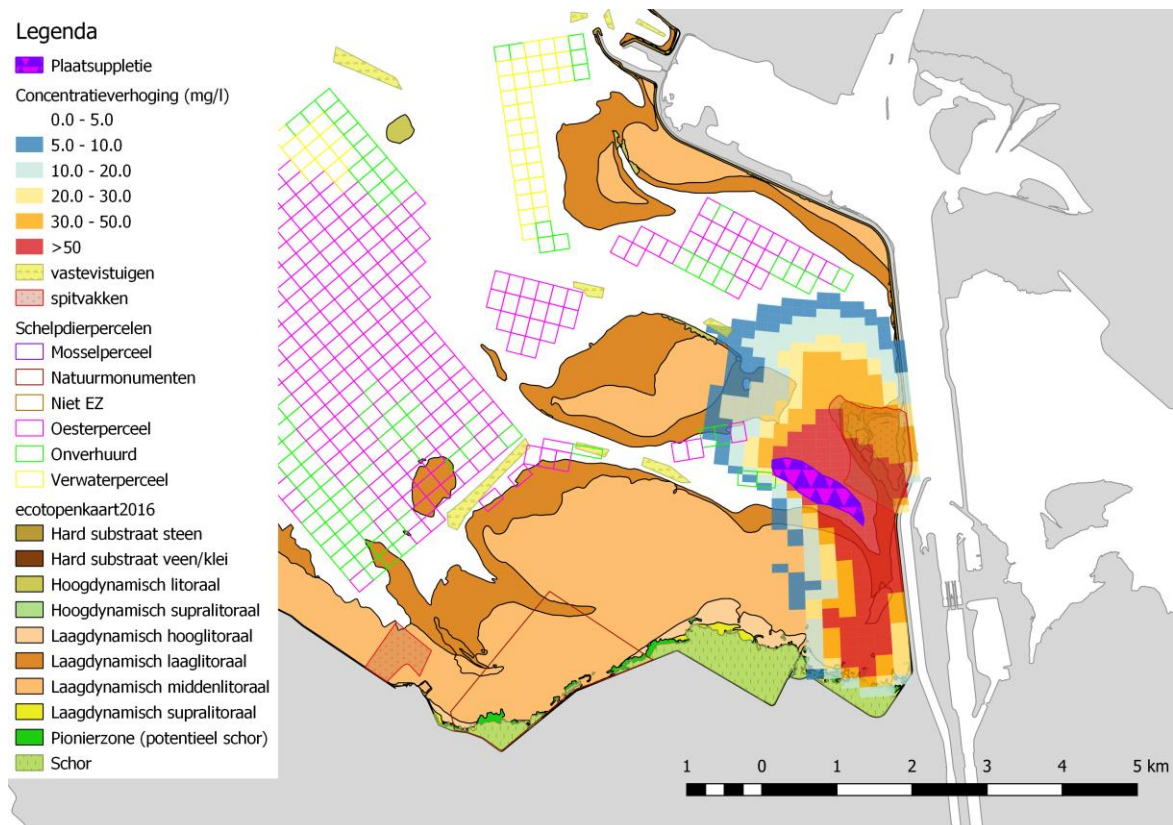 Legenda
Plaatsuppletie
Concentratieverhoging (mg/l)
0.0 - 5.0
5.0 - 10.0
10.0 - 20.0
20.0 - 30.0
30.0 - 50.0
>50
vastevistuigen
spitvakken
Schelpdierpercelen
Mosselperceel
Natuurmonumenten
Niet EZ
Oesterperceel
Onverhuurd
Verwaterperceel
ecotopenkaart2016
Hard substraat steen
Hard substraat veen/klei
Hoogdynamisch litoraal
Hoogdynamisch supralitoraal
Laagdynamisch hooglitoraal
Laagdynamisch laaglitoraal
Laagdynamisch middenlitoraal
Laagdynamisch supralitoraal
Pionierzone (potentieel schor)
Schor
1 0 1 2 3 4 5 km